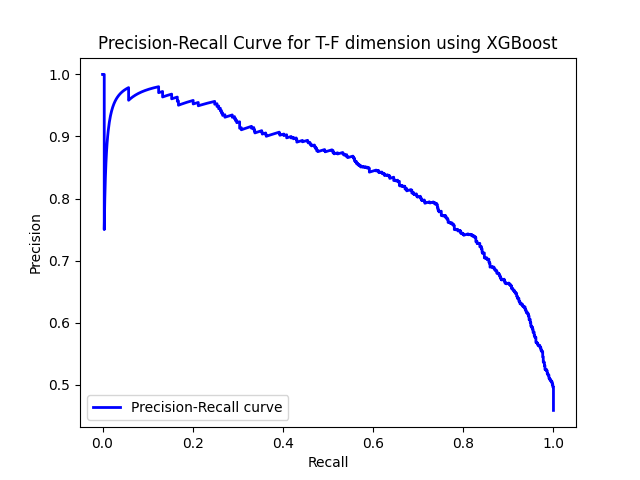 Precision-Recall Curve for T-F dimension using XGBoost
1.0
0.9
0.8
0.7
0.6
0.5
Precision
Precision-Recall curve
0.0 0.2 0.4 0.6 0.8 1.0
Recall